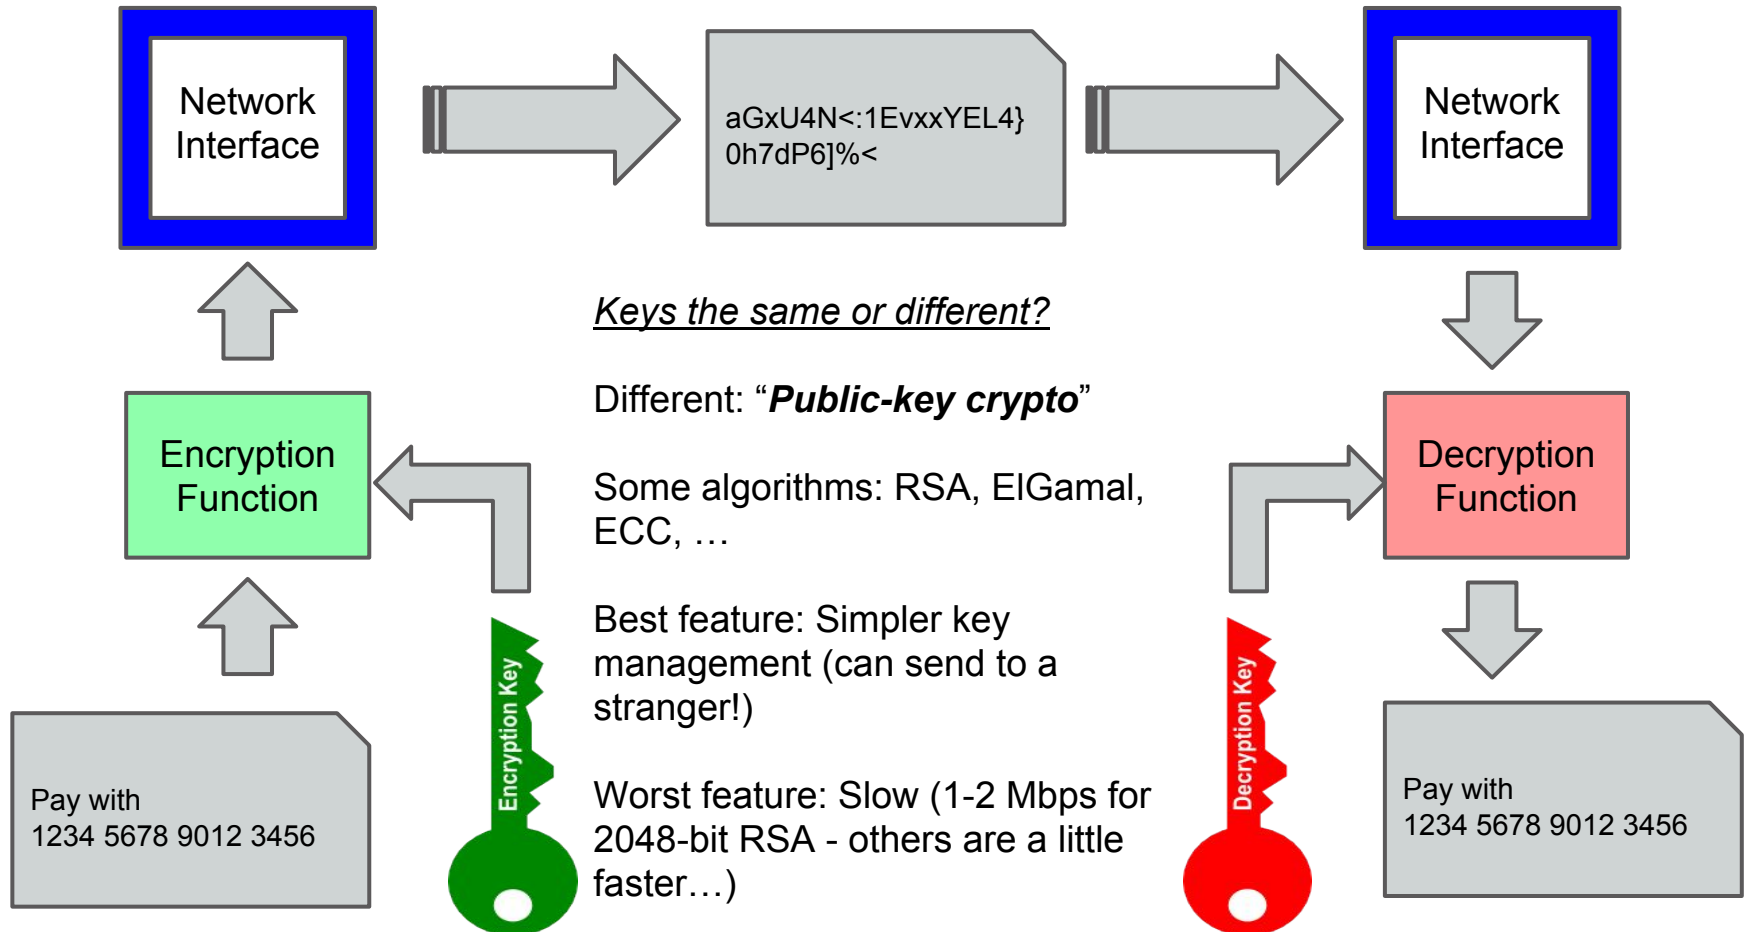 Network
Interface
aGxU4N<:1EvxxYEL4}
0h7dP6]%<
Network
Interface
Keys the same or different?
Different: “Public-key crypto”
Some algorithms: RSA, ElGamal,
ECC, …
Best feature: Simpler key
management (can send to a
stranger!)
Worst feature: Slow (1-2 Mbps for
2048-bit RSA - others are a little
faster…)
Encryption
Function
Decryption
Function
Encryption Key
Decryption Key
Pay with
1234 5678 9012 3456
Pay with
1234 5678 9012 3456